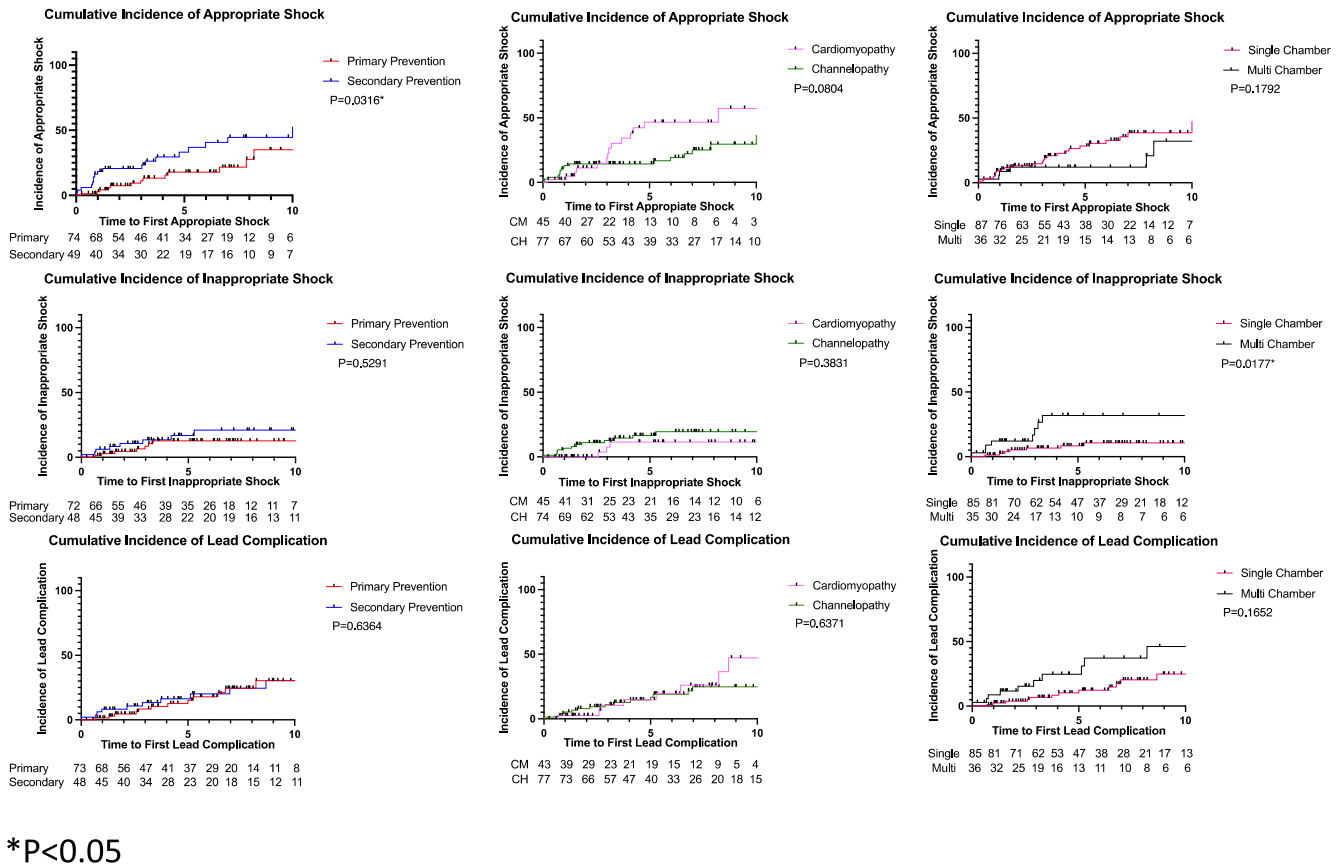 Cumulative Incidence of Appropriate Shock
Incidence of Appropriate Shock
100
50
0
0 5 10
Time to First Appropiate Shock
Primary Prevention
Secondary Prevention
P=0.0316*
Primary 74 68 54 46 41 34 27 19 12 9 6
Secondary 49 40 34 30 22 19 17 16 10 9 7
Cumulative Incidence of Appropriate Shock
Incidence of Appropriate Shock
100
50
0
0 5 10
Time to First Appropiate Shock
Cardiomyopathy
Channelopathy
P=0.0804
CM 45 40 27 22 18 13 10 8 6 4 3
CH 77 67 60 53 43 39 33 27 17 14 10
Cumulative Incidence of Appropriate Shock
Incidence of Appropriate Shock
100
50
0
0 5 10
Time to First Appropiate Shock
Single Chamber
Multi Chamber
P=0.1792
Single 87 76 63 55 43 38 30 22 14 12 7
Multi 36 32 25 21 19 15 14 13 8 6 6
Cumulative Incidence of Inappropriate Shock
Incidence of Inappropriate Shock
100
50
0
0 5 10
Time to First Inappropriate Shock
Primary Prevention
Secondary Prevention
P=0.5291
Primary 72 66 55 46 39 35 26 18 12 11 7
Secondary 48 45 39 33 28 22 20 19 16 13 11
Cumulative Incidence of Inappropriate Shock
Incidence of Inappropriate Shock
100
50
0
0 5 10
Time to First Inappropriate Shock
Cardiomyopathy
Channelopathy
P=0.3831
CM 45 41 31 25 23 21 16 14 12 10 6
CH 74 69 62 53 43 35 29 23 16 14 12
Cumulative Incidence of Inappropriate Shock
Incidence of Inappropriate Shock
100
50
0
0 5 10
Time to First Inappropriate Shock
Single Chamber
Multi Chamber
P=0.0177*
Single 85 81 70 62 54 47 37 29 21 18 12
Multi 35 30 24 17 13 10 9 8 7 6 6
Cumulative Incidence of Lead Complication
Incidence of Lead Complication
100
50
0
0 5 10
Time to First Lead Complication
Primary Prevention
Secondary Prevention
P=0.6364
Primary 73 68 56 47 41 37 29 20 14 11 8
Secondary 48 45 40 34 28 23 20 18 15 12 11
Cumulative Incidence of Lead Complication
Incidence of Lead Complication
100
50
0
0 5 10
Time to First Lead Complication
Cardiomyopathy
Channelopathy
P=0.6371
CM 43 39 29 23 21 19 15 12 9 5 4
CH 77 73 66 57 47 40 33 26 20 18 15
Cumulative Incidence of Lead Complication
Incidence of Lead Complication
100
50
0
0 5 10
Time to First Lead Complication
Single Chamber
Multi Chamber
P=0.1652
Single 85 81 71 62 53 47 38 28 21 17 13
Multi 36 32 25 19 16 13 11 10 8 6 6
*P<0.05